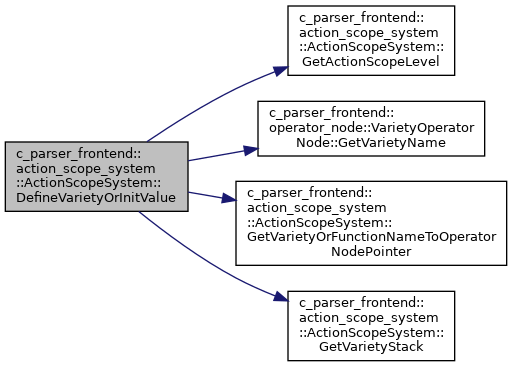 c_parser_frontend::
action_scope_system
::ActionScopeSystem::
DefineVarietyOrInitValue
c_parser_frontend::
action_scope_system
::ActionScopeSystem::
GetActionScopeLevel
c_parser_frontend::
operator_node::VarietyOperator
Node::GetVarietyName
c_parser_frontend::
action_scope_system
::ActionScopeSystem::
GetVarietyOrFunctionNameToOperator
NodePointer
c_parser_frontend::
action_scope_system
::ActionScopeSystem::
GetVarietyStack